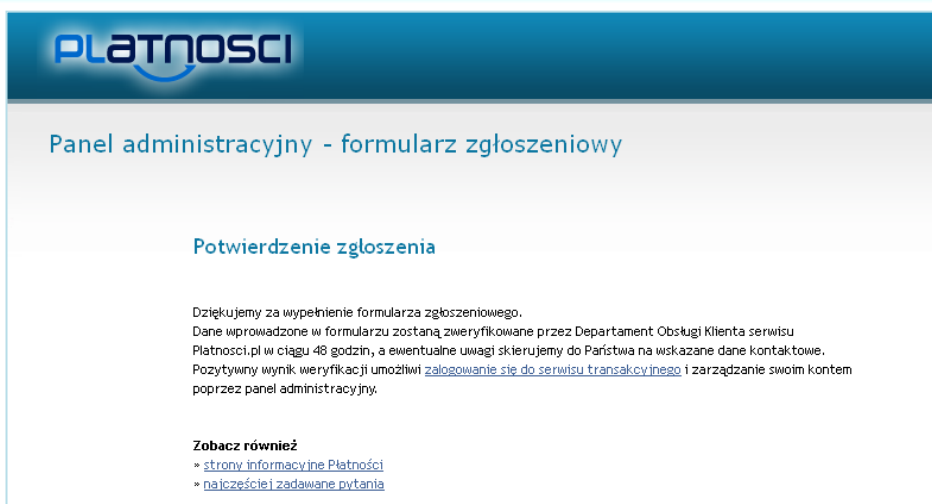 PLATNOSCI
Panel administracyjny - formularz zgłoszeniowy
Potwierdzenie zgłoszenia
Dziękujemy za wypełnienie formularza zgłoszeniowego.
Dane wprowadzone w formularzu zostaną zweryfikowane przez Departament Obsługi Klienta serwisu
Platnosci.pl w ciągu 48 godzin, a ewentualne uwagi skierujemy do Państwa na wskazane dane kontaktowe.
Pozytywny wynik weryfikacji umożliwi zalogowanie się do serwisu transakcyjnego i zarządzanie swoim kontem
poprzez panel administracyjny.
Zobacz również
» strony informacyjne Płatności
» najczęściej zadawane pytania